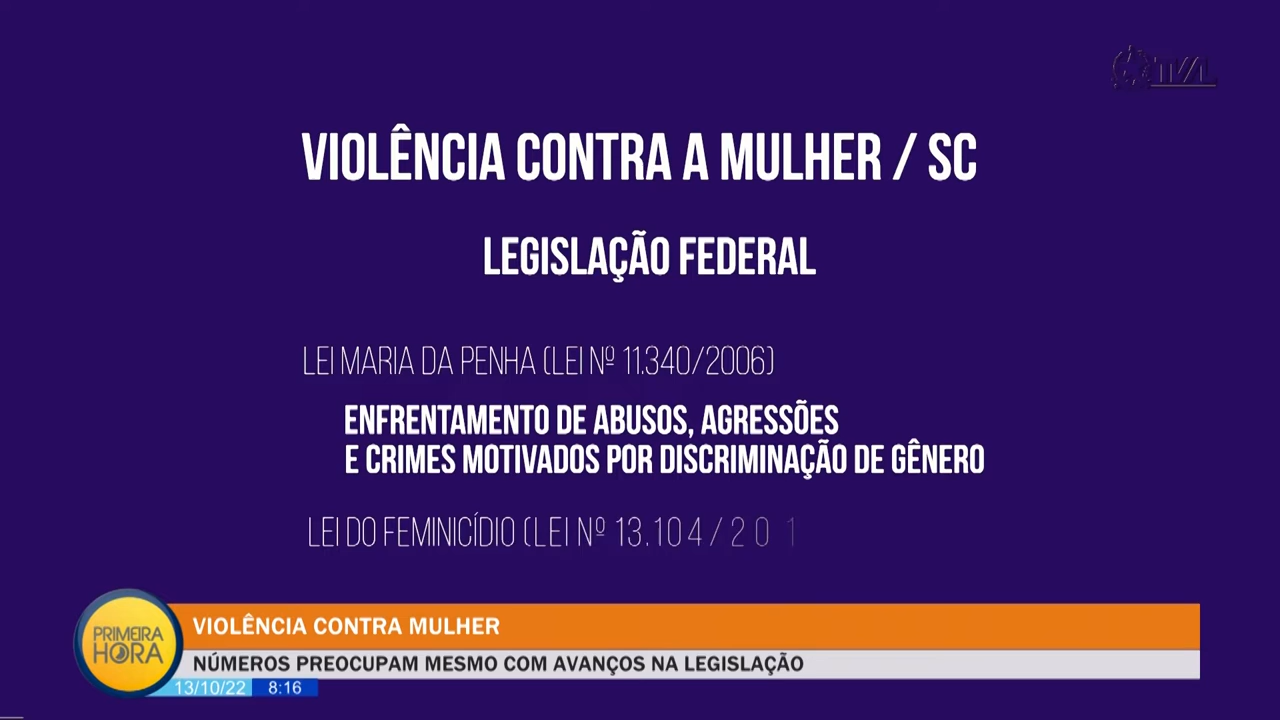 TVAL
VIOLÊNCIA CONTRA A MULHER / SC
LEGISLAÇÃO FEDERAL
LEI MARIA DA PENHA (LEI Nº 11.340/2006)
ENFRENTAMENTO DE ABUSOS, AGRESSÕES
E CRIMES MOTIVADOS POR DISCRIMINAÇÃO DE GÊNERO
LEI DO FEMINICÍDIO (LEI Nº 13.104/201
PRIMEIRA
HORA
VIOLÊNCIA CONTRA MULHER
NÚMEROS PREOCUPAM MESMO COM AVANÇOS NA LEGISLAÇÃO
13/10/22 8:16